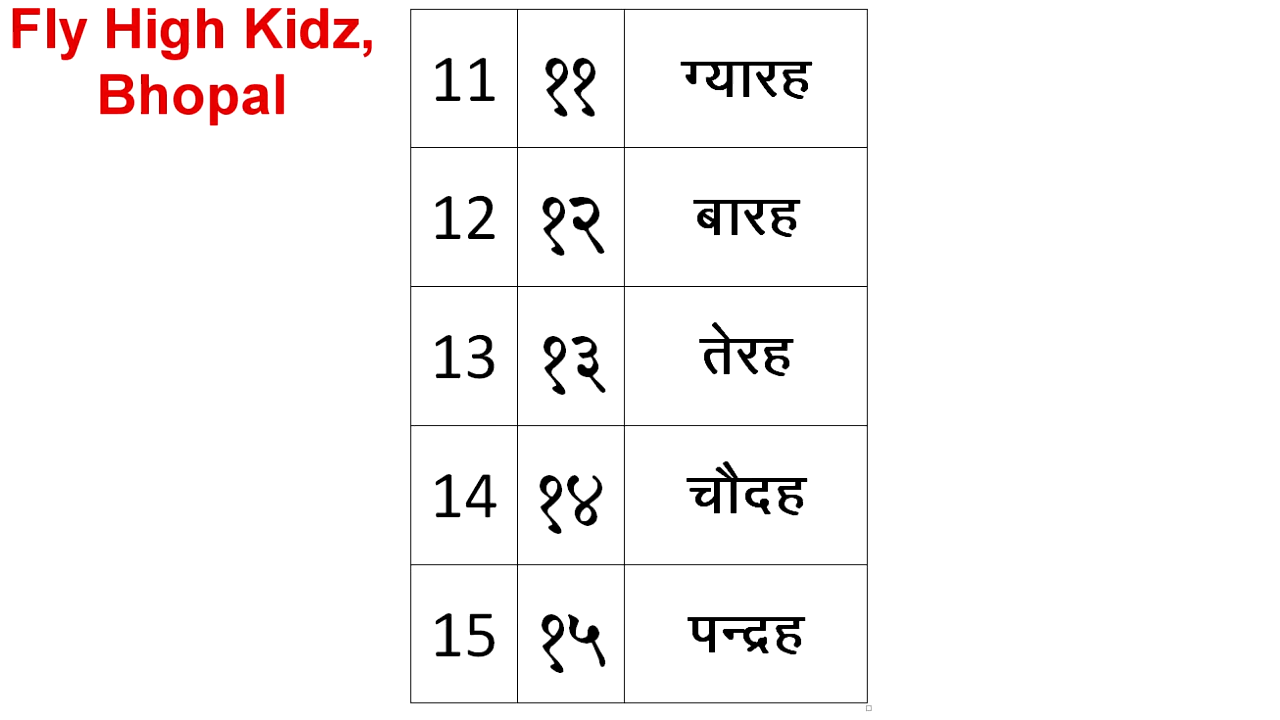 Fly High Kidz,
Bhopal
11 ११ ग्यारह
12 १२ बारह
13 १३ तेरह
14 १४ चौदह
15 १५ पन्द्रह